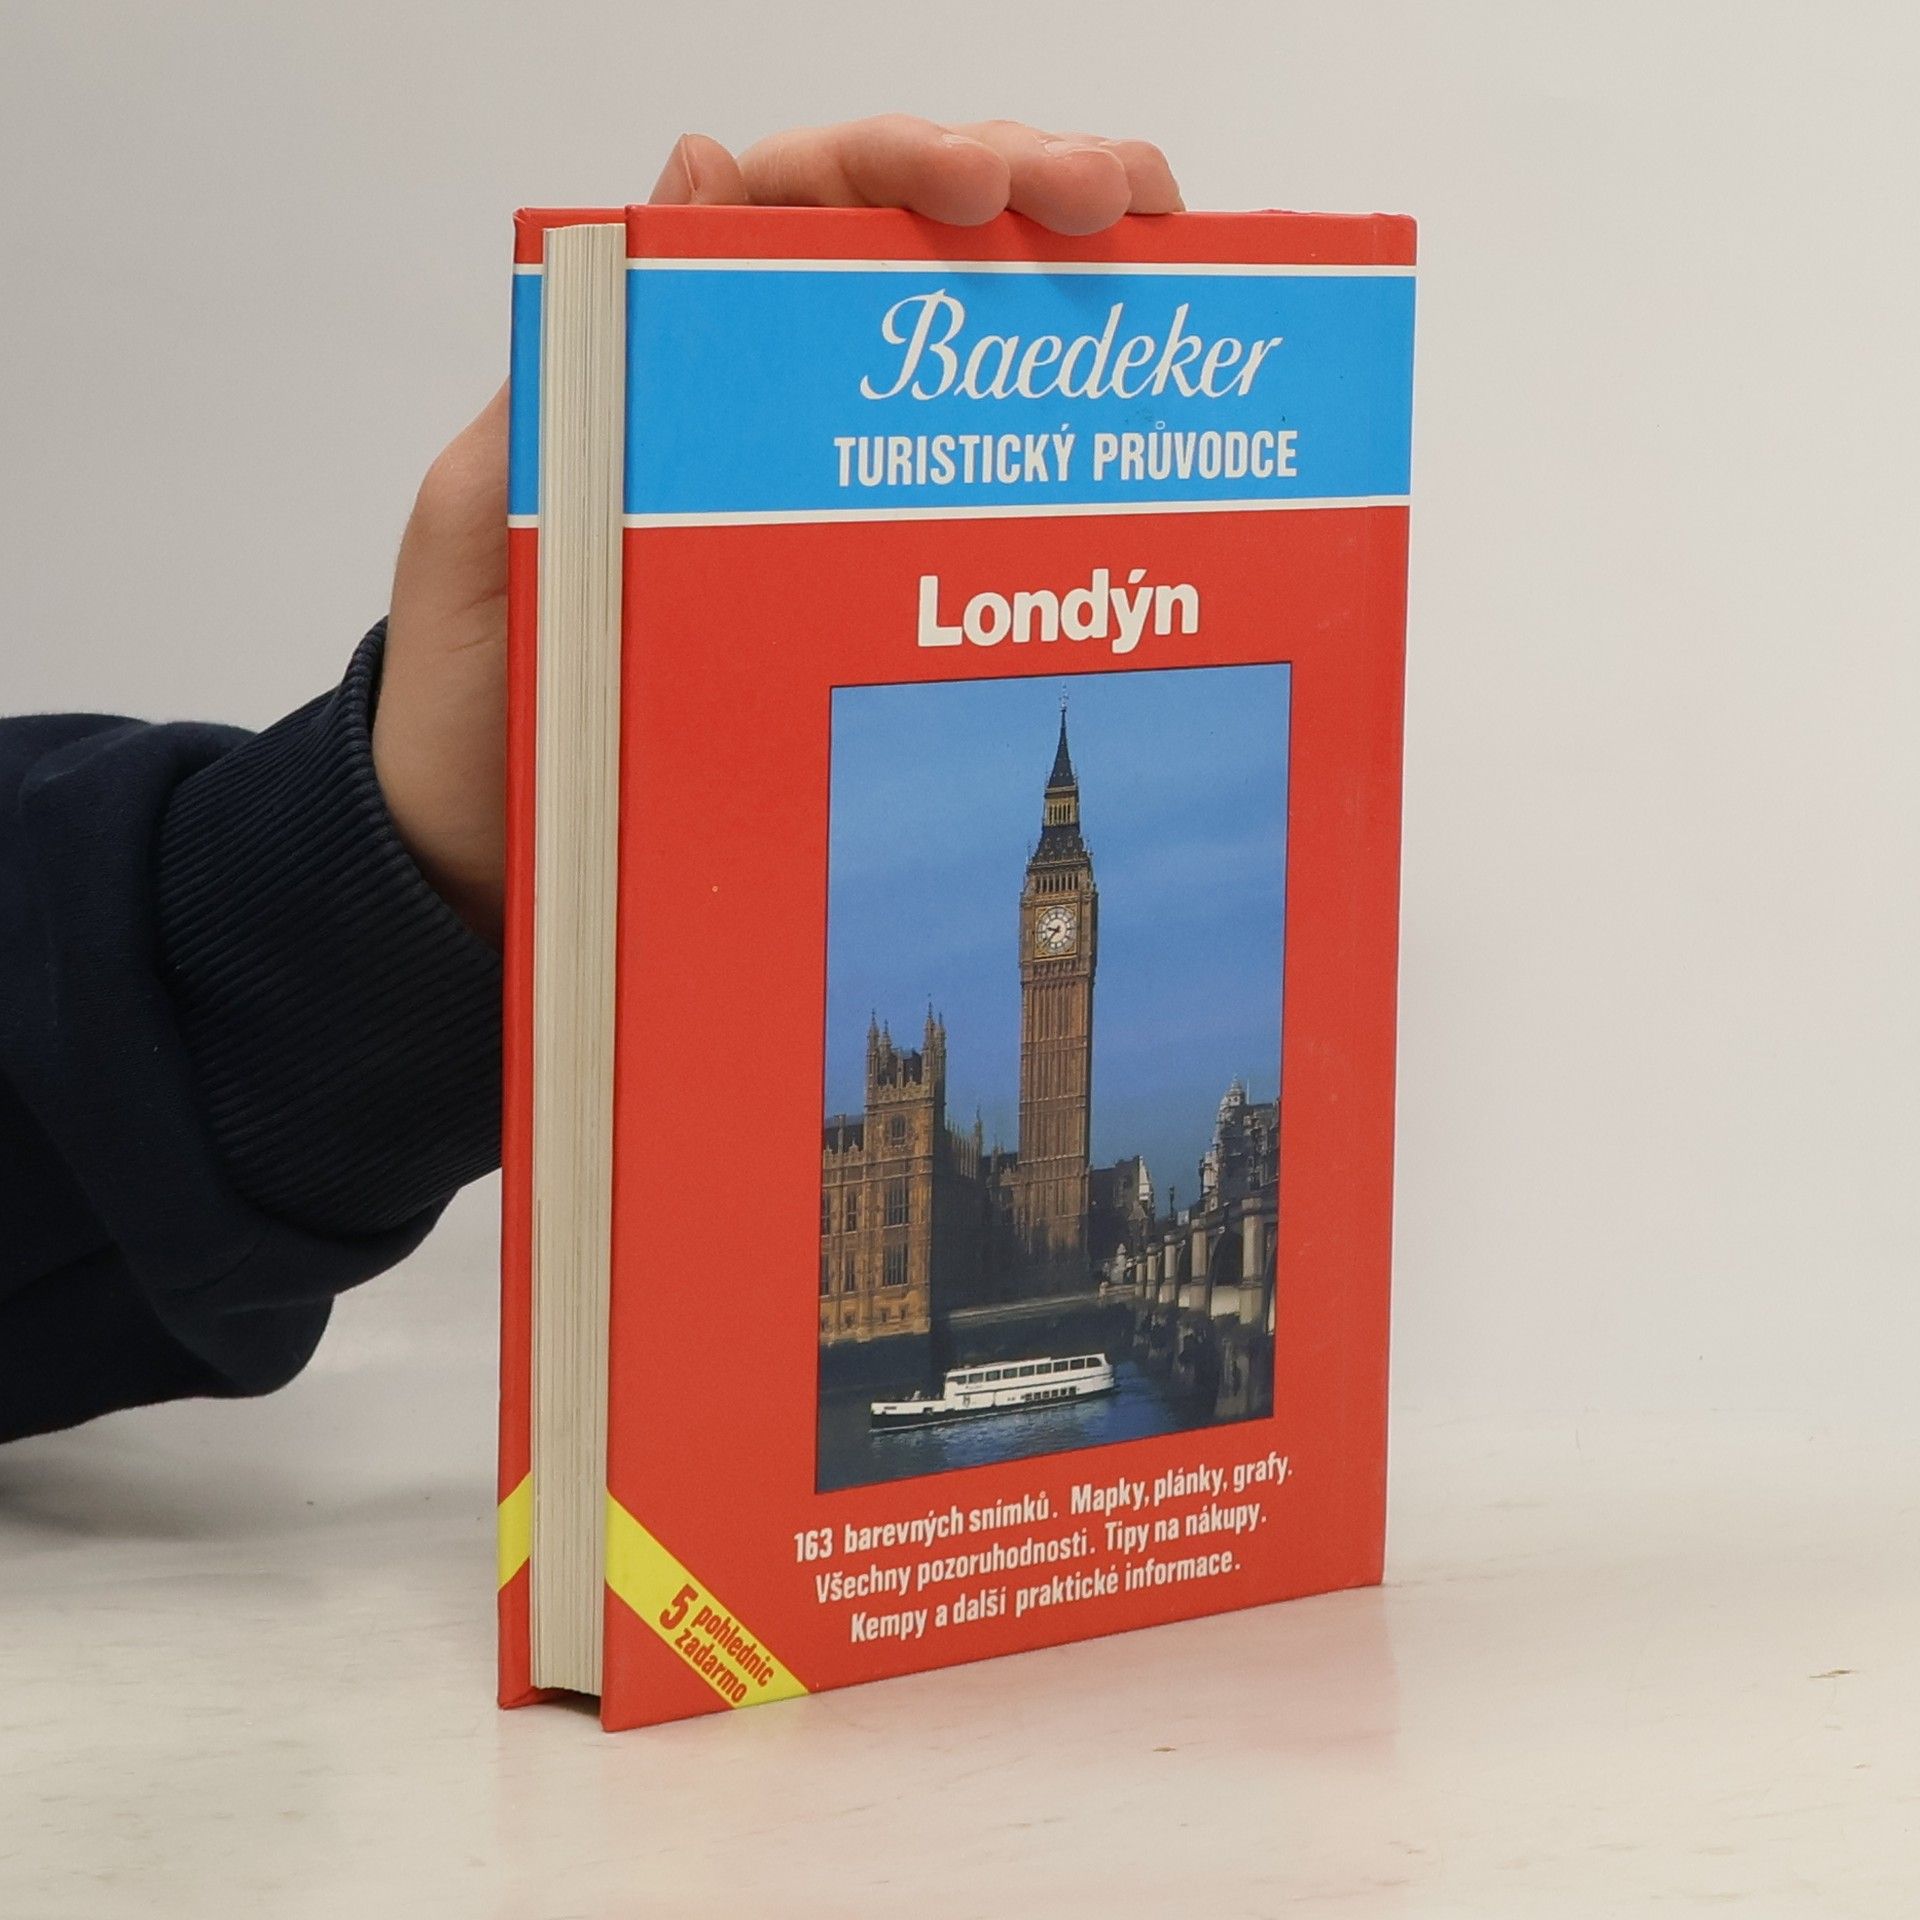 Baedeker
TURISTICKÝ PRŮVODCE
Londýn
163 barevných snímků. Mapky, plánky, grafy.
Všechny pozoruhodnosti. Tipy na nákupy.
Kempy a další praktické informace.
5 pohlednic
zadarmo